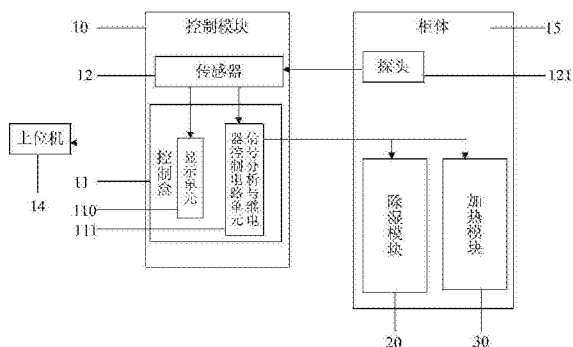 10
控制模块
柜体
15
12
传感器
探头
121
上位机
14
11
控制盒
显示单元
信号分析与继电
器控制电路单元
110
111
除湿模块
加热模块
20
30